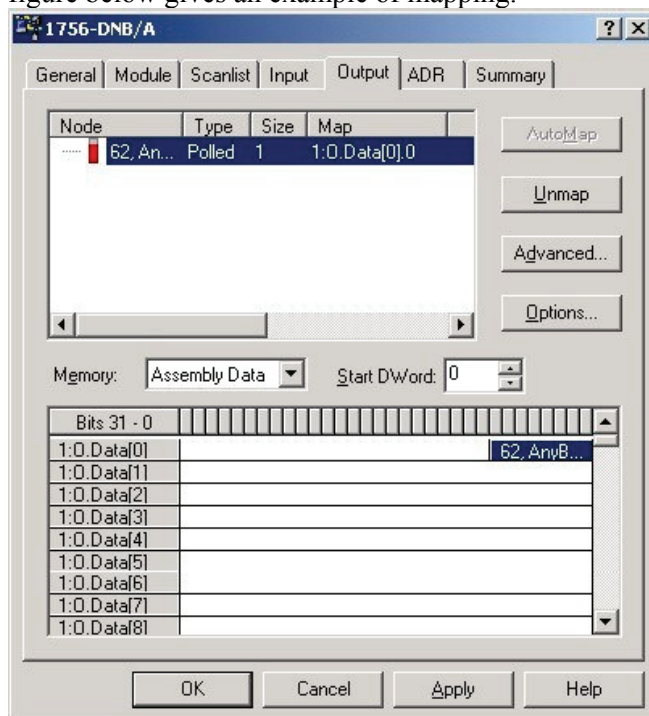 figure below gives an example of mapping.
1756-DNB/A
General Module Scanlist Input Output ADR Summary
Node Type Size Map
62, An... Polled 1 1:O.Data[0].0
AutoMap
Unmap
Advanced...
Options...
Memory: Assembly Data Start DWord: 0
Bits 31 - 0
1:O.Data[0] 62, AnyB...
1:O.Data[1]
1:O.Data[2]
1:O.Data[3]
1:O.Data[4]
1:O.Data[5]
1:O.Data[6]
1:O.Data[7]
1:O.Data[8]
OK Cancel Apply Help